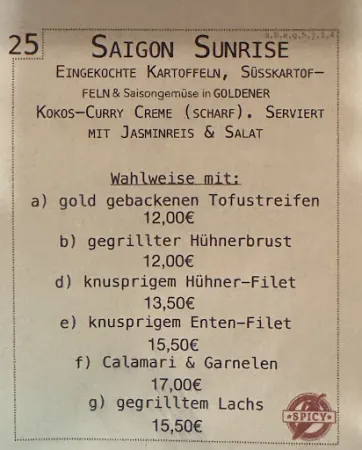 25 SAIGON SUNRISE
EINGEKOCHTE KARTOFFELN, SÜSSKARTOF-
FELN & Saisongemüse in GOLDENER
KOKOS-CURRY CREME (SCHARF). SERVIERT
MIT JASMINREIS & SALAT
Wahlweise mit:
a) gold gebackenen Tofustreifen
12,00€
b) gegrillter Hühnerbrust
12,00€
d) knusprigem Hühner-Filet
13,50€
e) knusprigem Enten-Filet
15,50€
f) Calamari & Garnelen
17,00€
g) gegrilltem Lachs
15,50€
SPICY